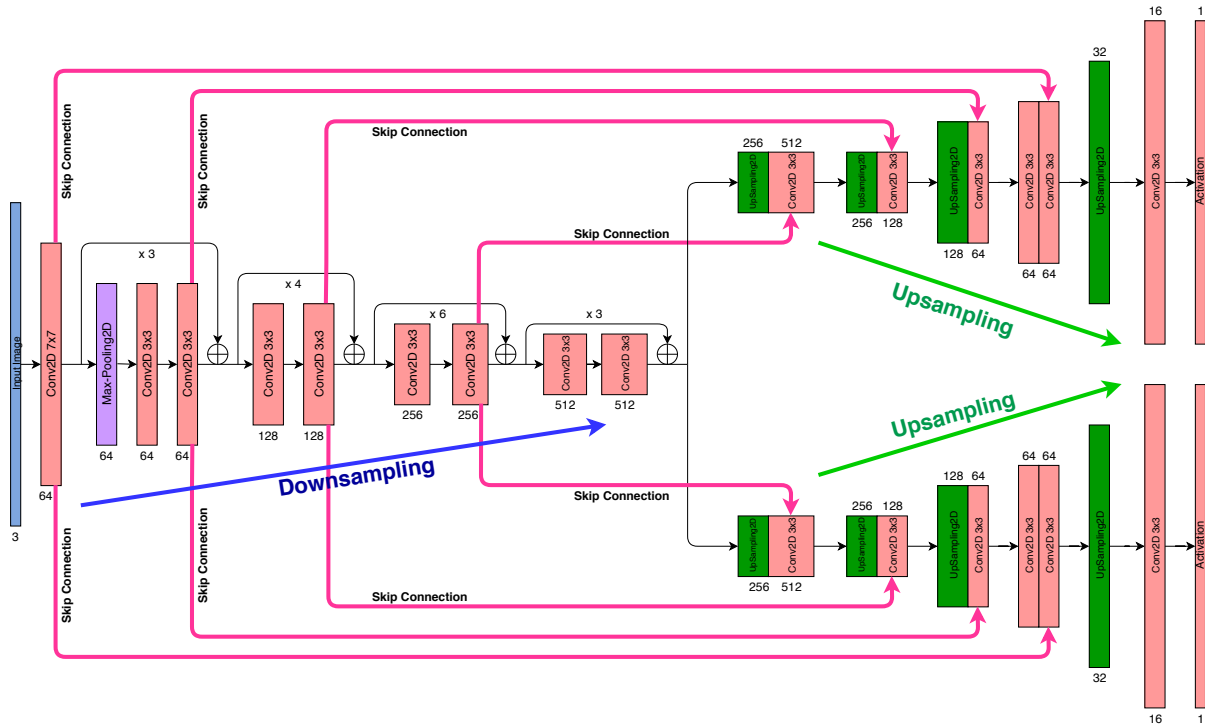 16
1
32
Skip Connection
Skip Connection
Skip Connection
256 512
UpSampling2D
Conv2D 3x3
UpSampling2D
Conv2D 3x3
256 128
UpSampling2D
Conv2D 3x3
128 64
Conv2D 3x3
Conv2D 3x3
64 64
UpSampling2D
Conv2D 3x3
Activation
Skip Connection
Upsampling
x 3
x 4
x 6
x 3
Input Image
3
Conv2D 7x7
64
Max-Pooling2D
64
Conv2D 3x3
64
Conv2D 3x3
64
Conv2D 3x3
128
Conv2D 3x3
128
Conv2D 3x3
256
Conv2D 3x3
256
Conv2D 3x3
512
Conv2D 3x3
512
Downsampling
Upsampling
Skip Connection
Skip Connection
Skip Connection
Skip Connection
UpSampling2D
Conv2D 3x3
256 512
256 128
UpSampling2D
Conv2D 3x3
128 64
UpSampling2D
Conv2D 3x3
64 64
Conv2D 3x3
Conv2D 3x3
UpSampling2D
32
Conv2D 3x3
16
Activation
1